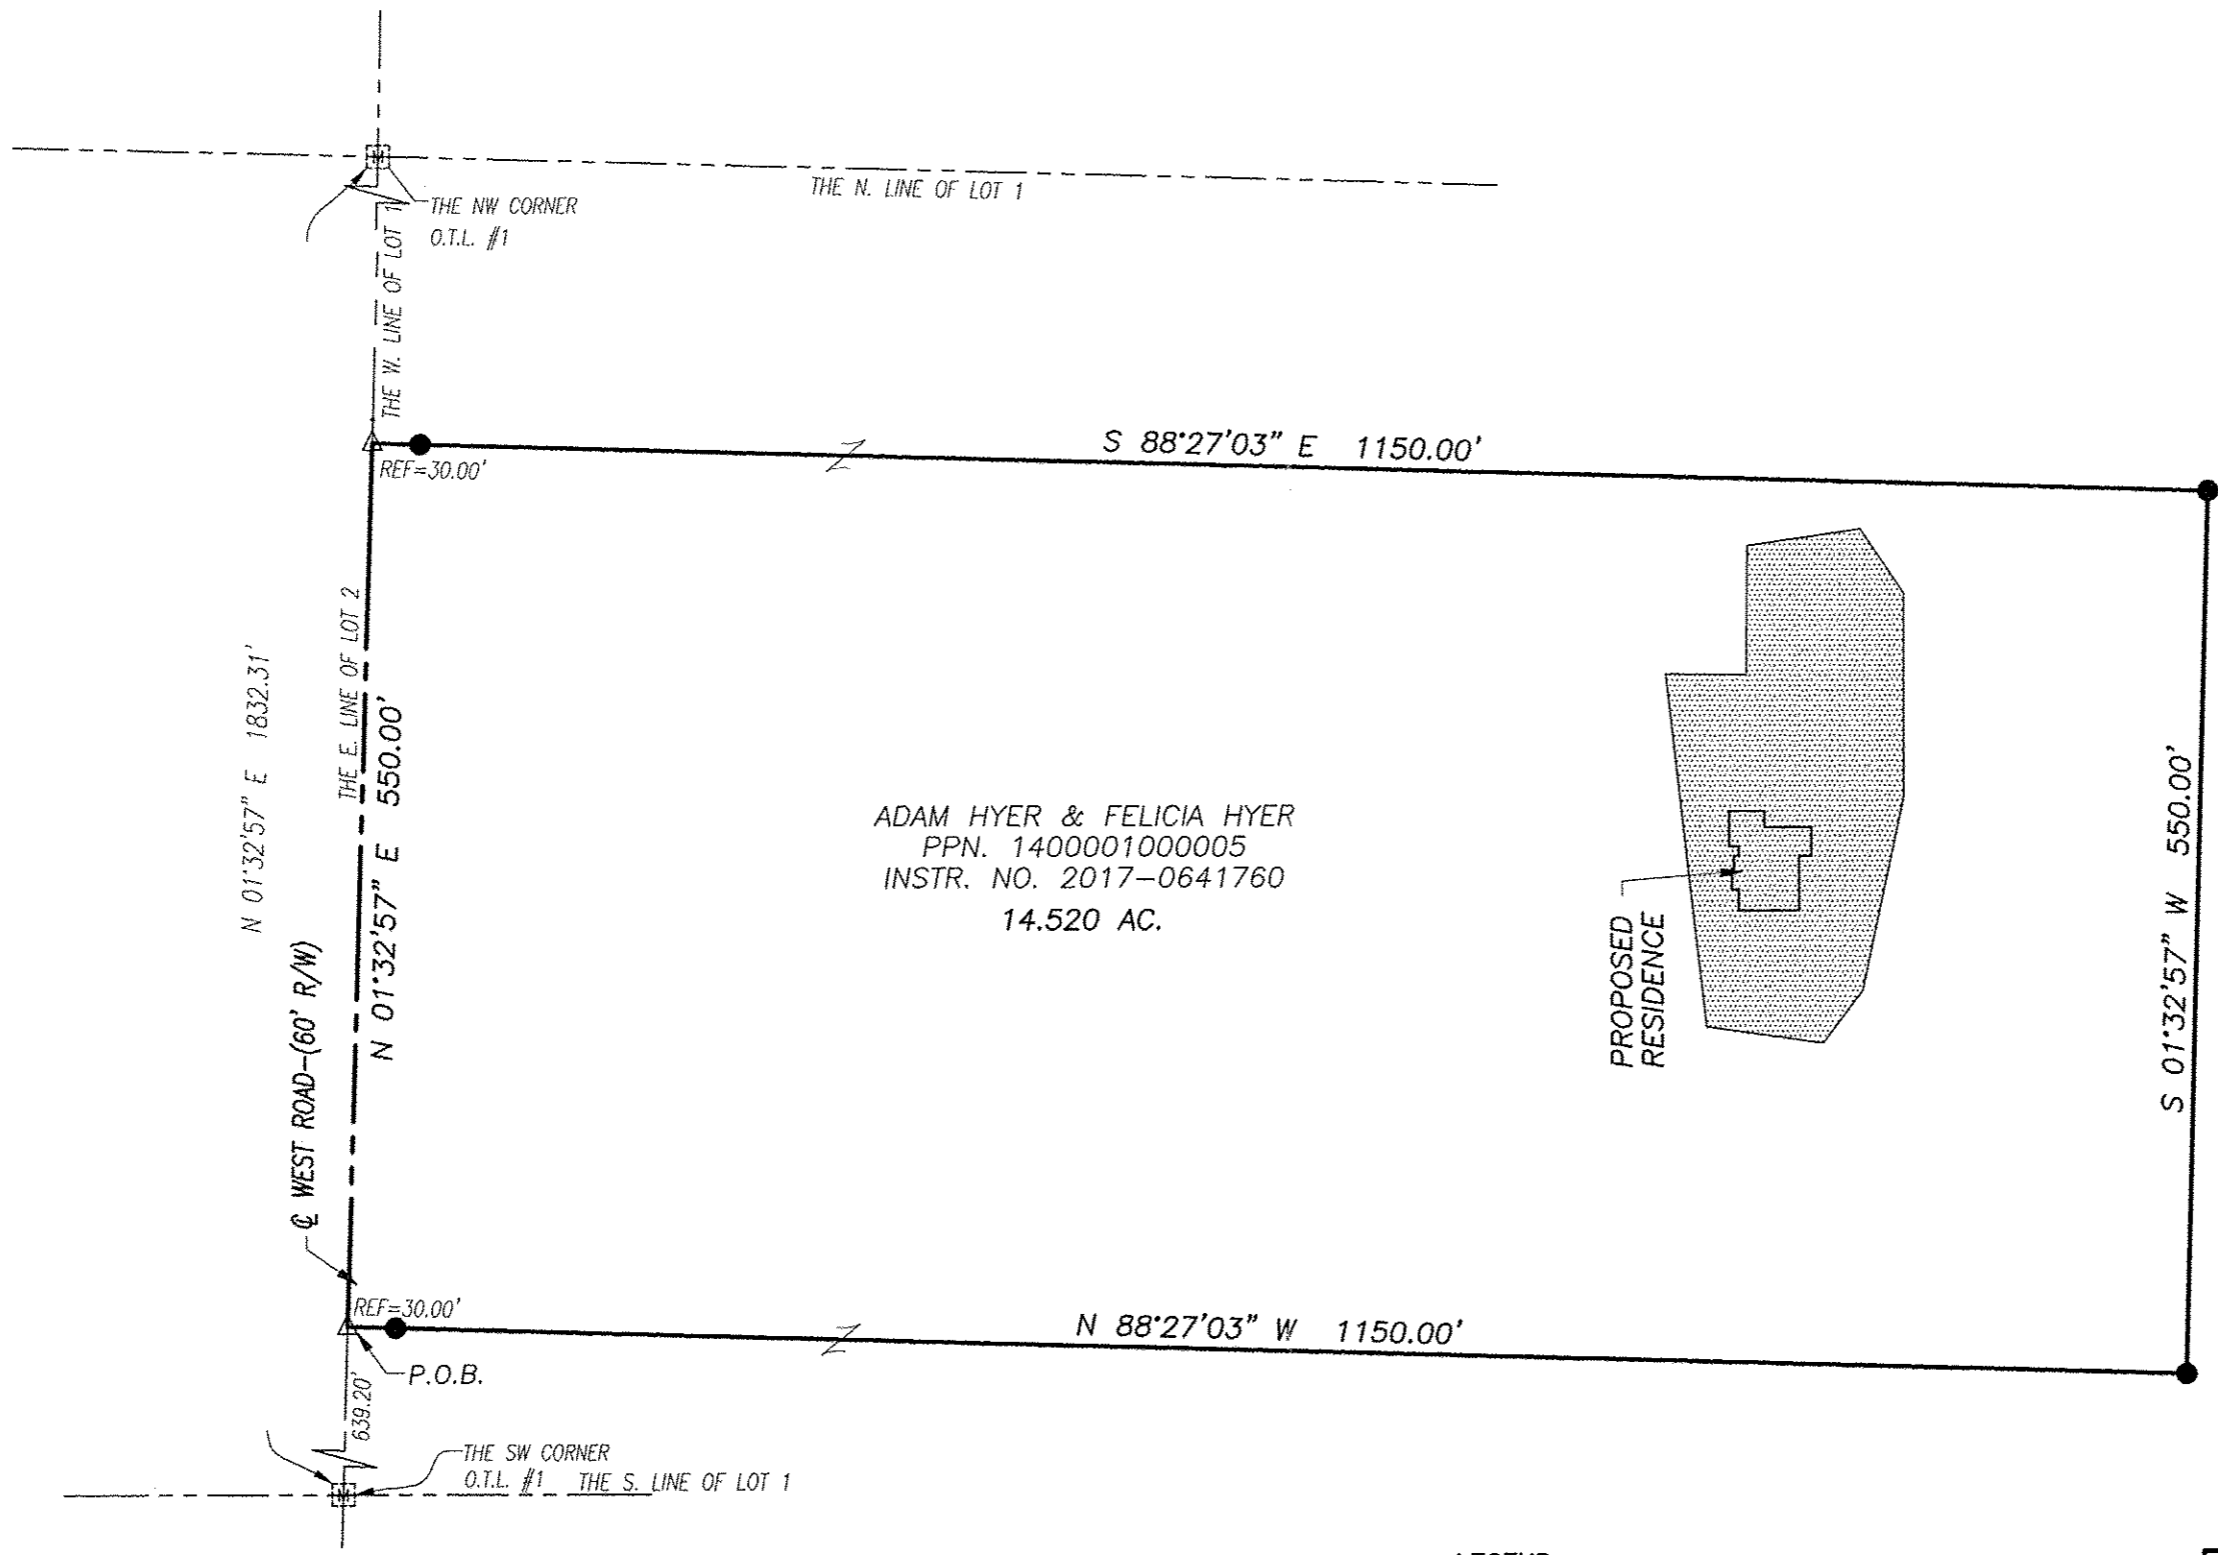 THE N. LINE OF LOT 1
THE NW CORNER
O.T.L. #1
THE W. LINE OF LOT 1
S 88°27'03" E 1150.00'
REF=30.00'
THE E. LINE OF LOT 2
N 01°32'57" E 1832.31'
N 01°32'57" E 550.00'
℄ WEST ROAD-(60' R/W)
ADAM HYER & FELICIA HYER
PPN. 1400001000005
INSTR. NO. 2017-0641760
14.520 AC.
PROPOSED
RESIDENCE
S 01°32'57" W 550.00'
REF=30.00'
N 88°27'03" W 1150.00'
P.O.B.
639.20'
THE SW CORNER
O.T.L. #1 THE S. LINE OF LOT 1